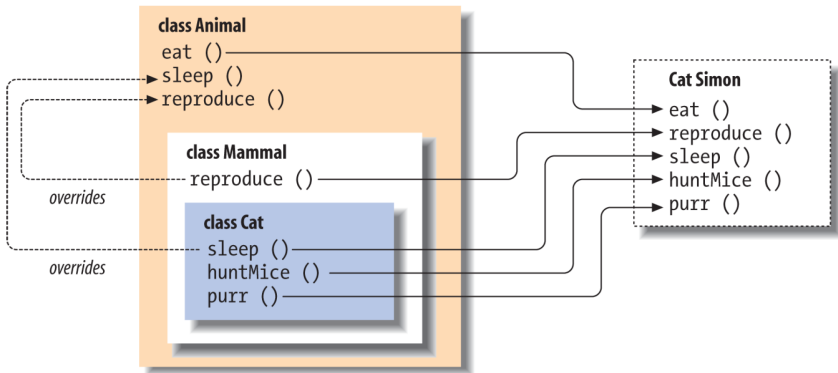 class Animal
eat ()
sleep ()
reproduce ()
class Mammal
reproduce ()
overrides
class Cat
sleep ()
overrides
huntMice ()
purr ()
Cat Simon
eat ()
reproduce ()
sleep ()
huntMice ()
purr ()